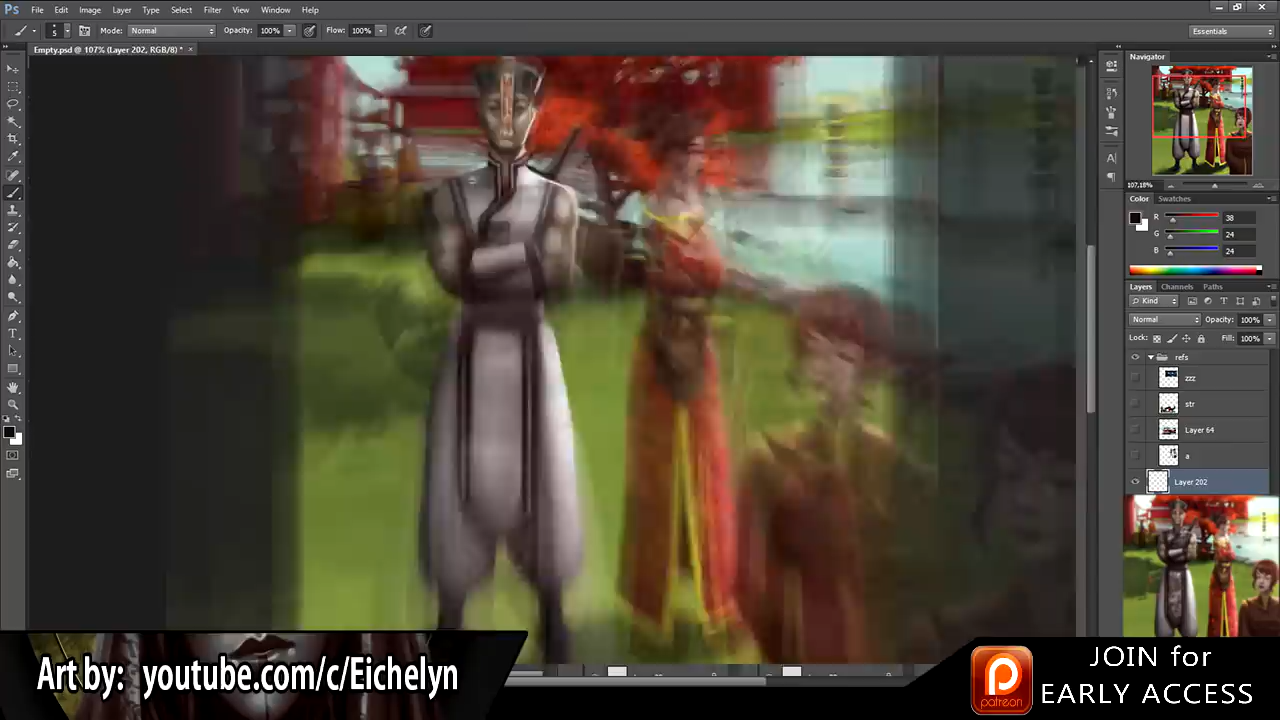 Ps File Edit Image Layer Type Select Filter View Window Help
5 Mode: Normal Opacity: 100% Flow: 100% Essentials
Empty.psd @ 107% (Layer 202, RGB/8) * ×
Navigator
107.18%
Color Swatches
R 38
G 24
B 24
Layers Channels Paths
Kind
Normal Opacity: 100%
Lock: Fill: 100%
refs
zzz
str
Layer 64
a
Layer 202
Art by: youtube.com/c/Eichelyn
patreon
JOIN for
EARLY ACCESS